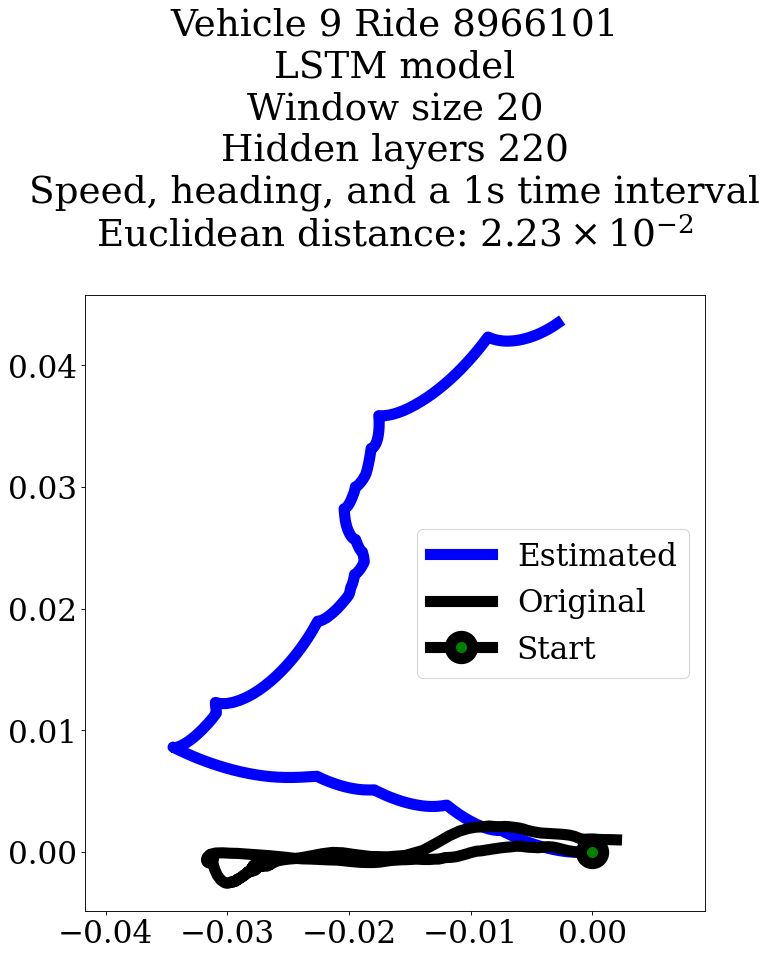 Vehicle 9 Ride 8966101
LSTM model
Window size 20
Hidden layers 220
Speed, heading, and a 1s time interval
Euclidean distance: 2.23 × 10⁻²
0.04
0.03
0.02
0.01
0.00
Estimated
Original
Start
−0.04 −0.03 −0.02 −0.01 0.00